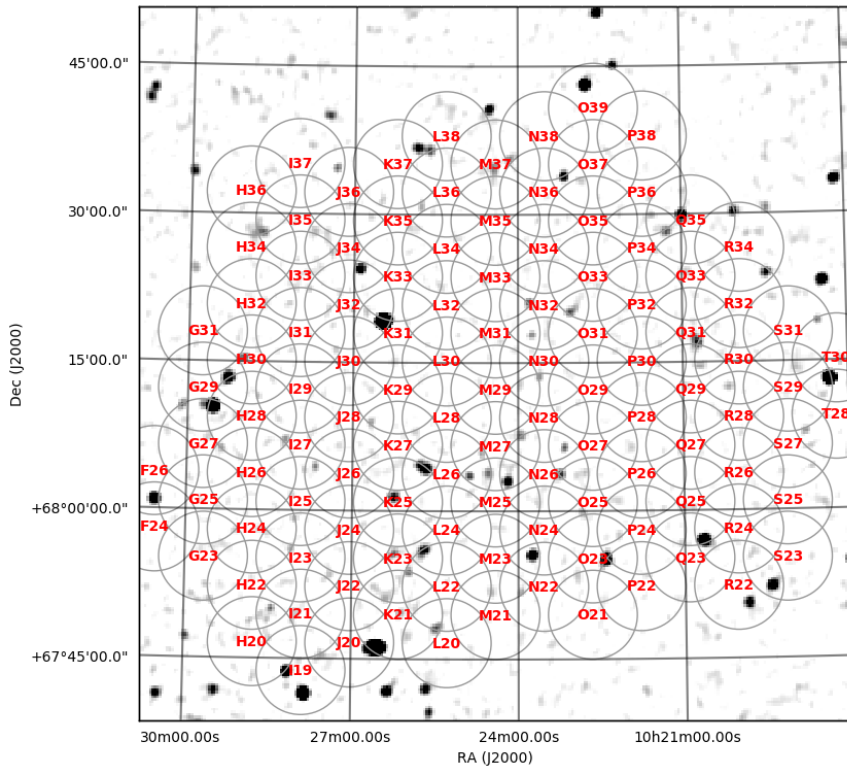 45'00.0"
O39
L38 N38 P38
I37 K37 M37 O37
H36 J36 L36 N36 P36
30'00.0"
I35 K35 M35 O35 Q35
H34 J34 L34 N34 P34 R34
I33 K33 M33 O33 Q33
H32 J32 L32 N32 P32 R32
G31 I31 K31 M31 O31 Q31 S31
15'00.0"
H30 J30 L30 N30 P30 R30 T30
G29 I29 K29 M29 O29 Q29 S29
H28 J28 L28 N28 P28 R28 T28
G27 I27 K27 M27 O27 Q27 S27
F26 H26 J26 L26 N26 P26 R26
G25 I25 K25 M25 O25 Q25 S25
+68°00'00.0"
F24 H24 J24 L24 N24 P24 R24
G23 I23 K23 M23 O23 Q23 S23
H22 J22 L22 N22 P22 R22
I21 K21 M21 O21
H20 J20 L20
+67°45'00.0"
I19
30m00.00s 27m00.00s 24m00.00s 10h21m00.00s
RA (J2000)
Dec (J2000)